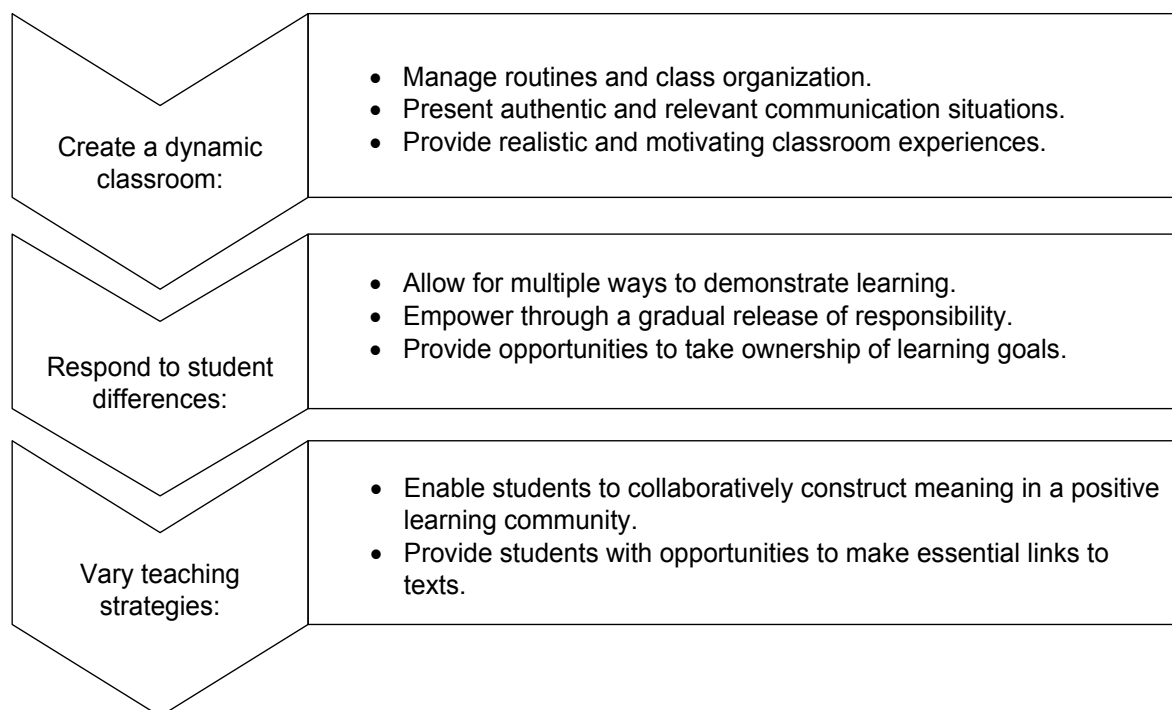 Create a dynamic
classroom:
• Manage routines and class organization.
• Present authentic and relevant communication situations.
• Provide realistic and motivating classroom experiences.
Respond to student
differences:
• Allow for multiple ways to demonstrate learning.
• Empower through a gradual release of responsibility.
• Provide opportunities to take ownership of learning goals.
Vary teaching
strategies:
• Enable students to collaboratively construct meaning in a positive
learning community.
• Provide students with opportunities to make essential links to
texts.